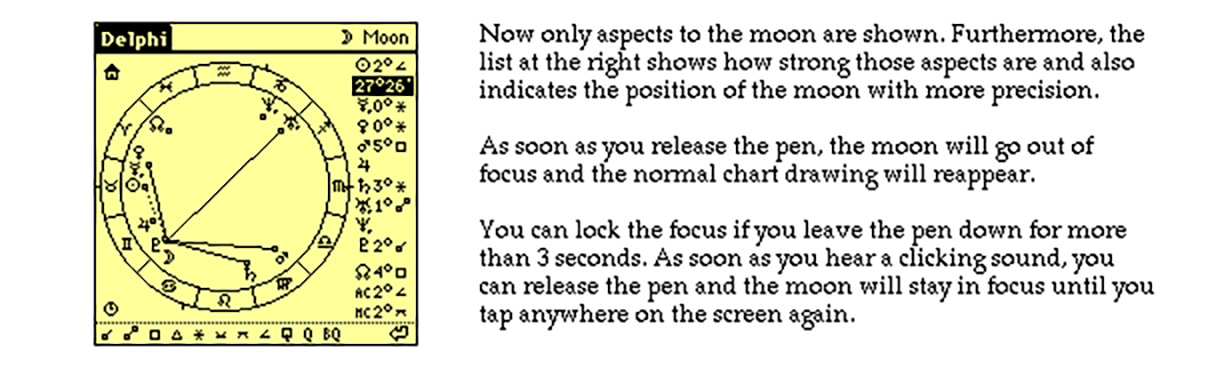 Delphi ☽ Moon
☉2°∠
27°26'
☿,0°⚹
♀0°⚹
♂5°□
♃
♄3°⚹
♅,1°☍
♆,
♇2°☌
☊4°□
AC2°∠
MC2°⚻
☌ ☍ □ △ ⚹ ⚺ ⚻ ∠ ⚼ Q BQ
Now only aspects to the moon are shown. Furthermore, the
list at the right shows how strong those aspects are and also
indicates the position of the moon with more precision.
As soon as you release the pen, the moon will go out of
focus and the normal chart drawing will reappear.
You can lock the focus if you leave the pen down for more
than 3 seconds. As soon as you hear a clicking sound, you
can release the pen and the moon will stay in focus until you
tap anywhere on the screen again.